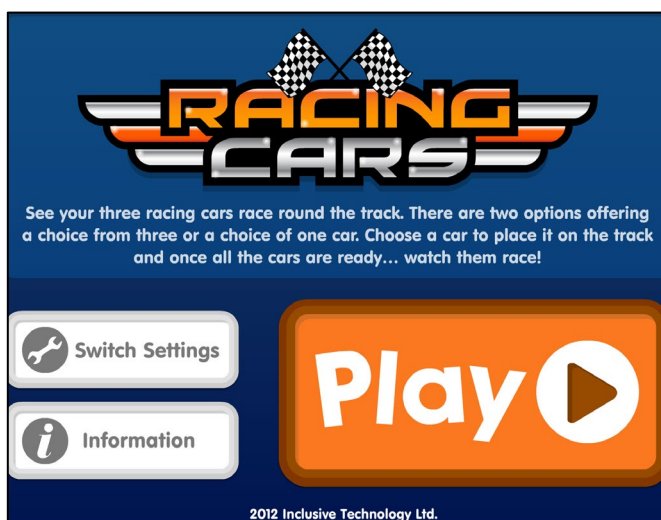 RACING
CARS
See your three racing cars race round the track. There are two options offering
a choice from three or a choice of one car. Choose a car to place it on the track
and once all the cars are ready... watch them race!
Switch Settings
Play
Information
2012 Inclusive Technology Ltd.